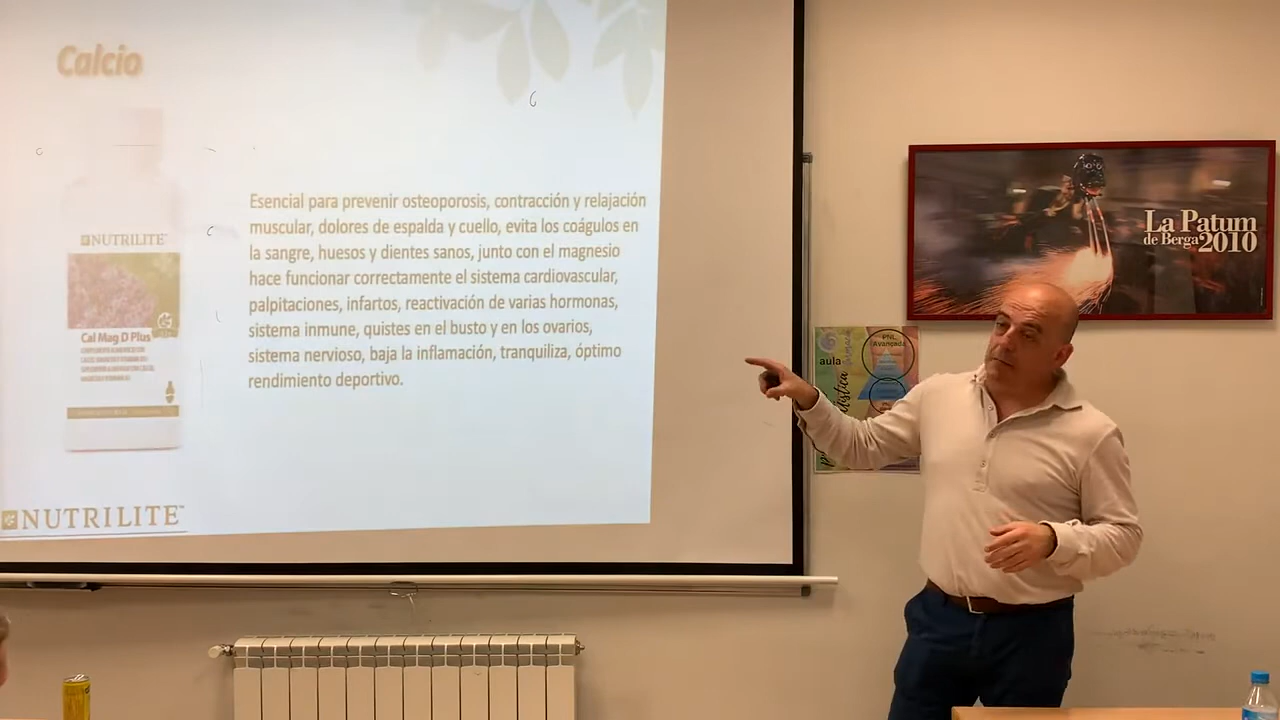 Calcio
Esencial para prevenir osteoporosis, contracción y relajación
muscular, dolores de espalda y cuello, evita los coágulos en
la sangre, huesos y dientes sanos, junto con el magnesio
hace funcionar correctamente el sistema cardiovascular,
palpitaciones, infartos, reactivación de varias hormonas,
sistema inmune, quistes en el busto y en los ovarios,
sistema nervioso, baja la inflamación, tranquiliza, óptimo
rendimiento deportivo.
NUTRILITE
Cal Mag D Plus
NUTRILITE™
La Patum
de Berga 2010
PNL
Avançada
aula